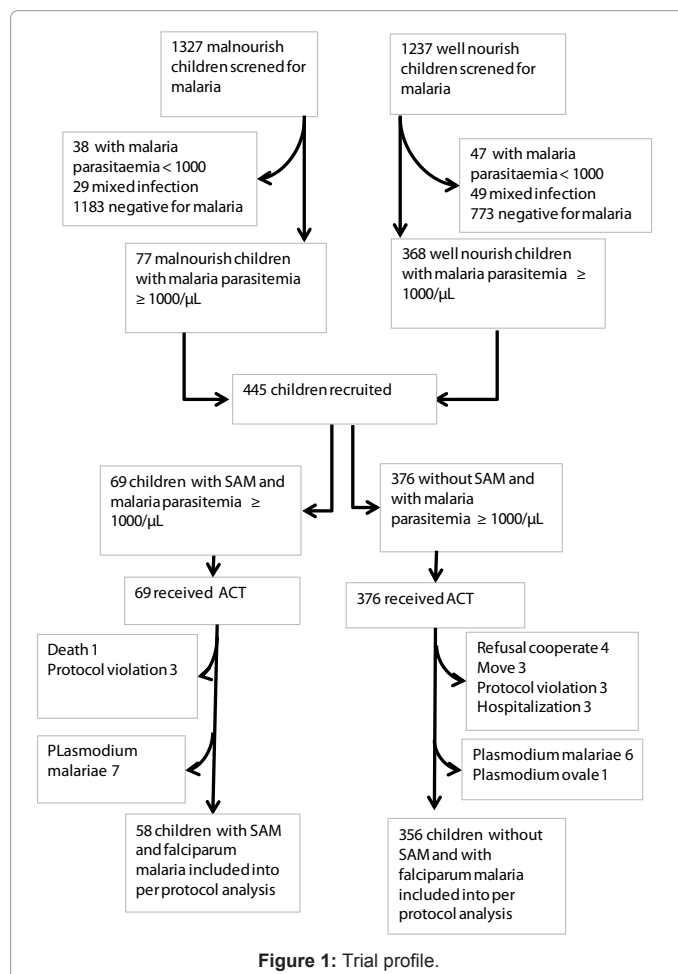 1327 malnourish
children screned for
malaria
1237 well nourish
children screned for
malaria
38 with malaria
parasitaemia < 1000
29 mixed infection
1183 negative for malaria
47 with malaria
parasitaemia < 1000
49 mixed infection
773 negative for malaria
77 malnourish children
with malaria parasitemia
≥ 1000/µL
368 well nourish children
with malaria parasitemia ≥
1000/µL
445 children recruited
69 children with SAM and
malaria parasitemia ≥
1000/µL
376 without SAM and
with malaria
parasitemia ≥ 1000/µL
69 received ACT
376 received ACT
Death 1
Protocol violation 3
Refusal cooperate 4
Move 3
Protocol violation 3
Hospitalization 3
PLasmodium
malariae 7
Plasmodium malariae 6
Plasmodium ovale 1
58 children with SAM
and falciparum
malaria included into
per protocol analysis
356 children without
SAM and with
falciparum malaria
included into per
protocol analysis
Figure 1: Trial profile.